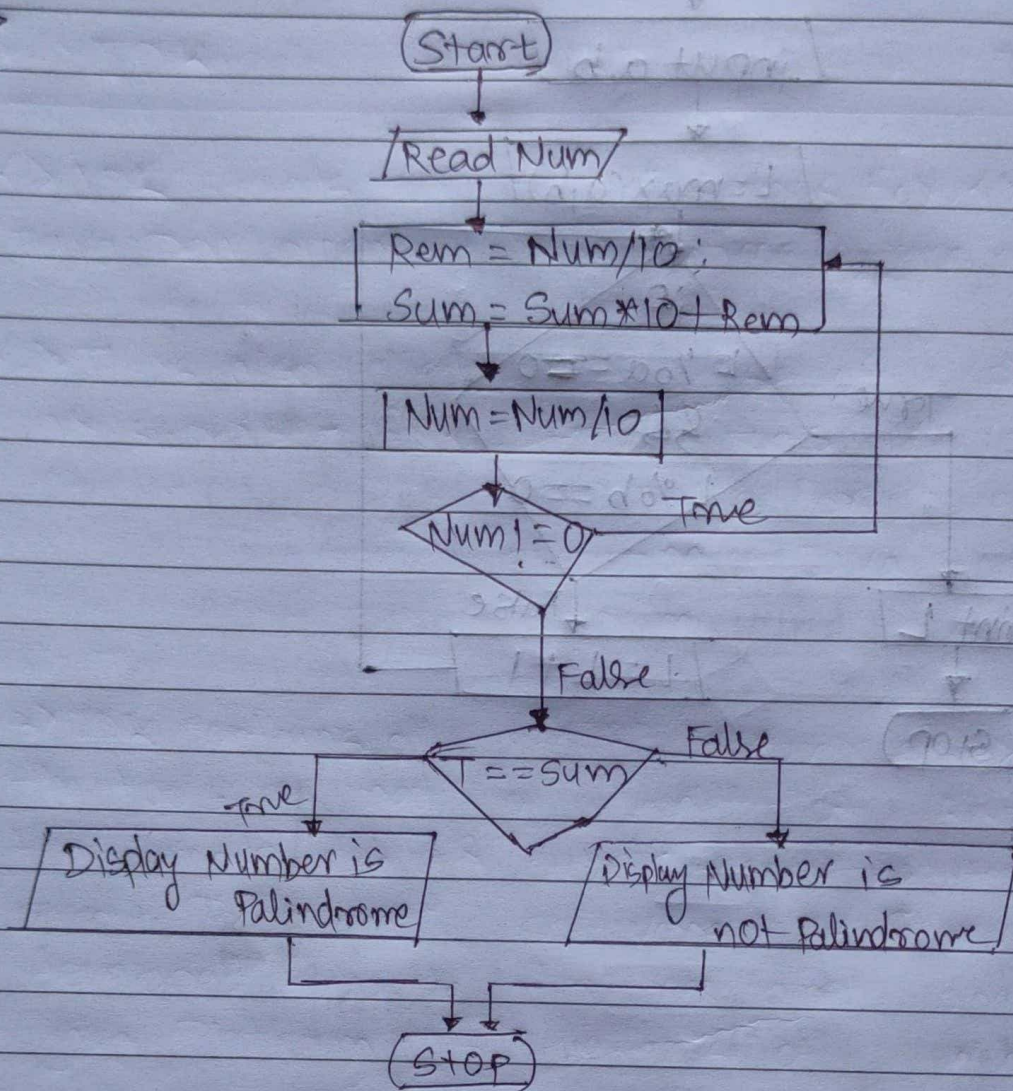 Start
Read Num
Rem = Num/10;
Sum = Sum*10+Rem
Num=Num/10
Num!=0
True
False
T==sum
False
True
Display Number is
Palindrome
Display Number is
not Palindrome
Stop